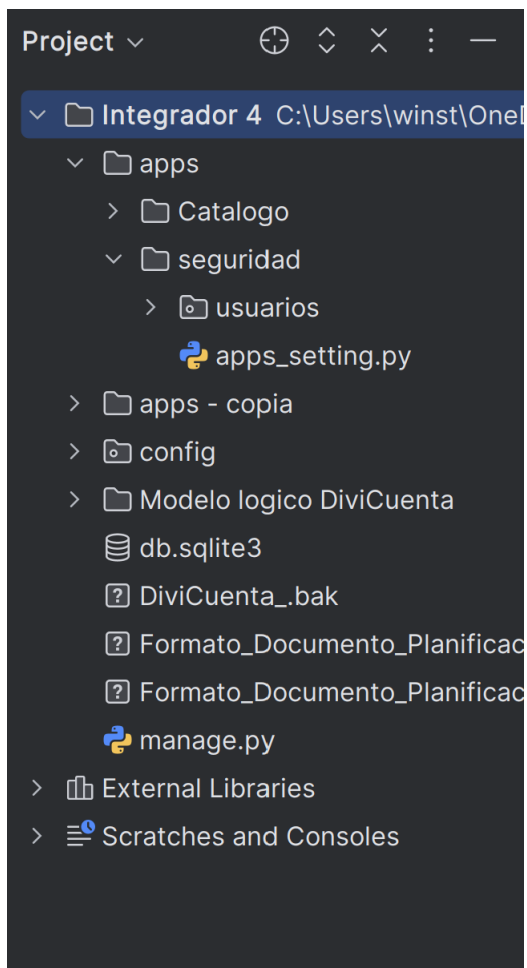 Project
Integrador 4 C:\Users\winst\OneD
apps
Catalogo
seguridad
usuarios
apps_setting.py
apps - copia
config
Modelo logico DiviCuenta
db.sqlite3
DiviCuenta_.bak
Formato_Documento_Planificac
Formato_Documento_Planificac
manage.py
External Libraries
Scratches and Consoles